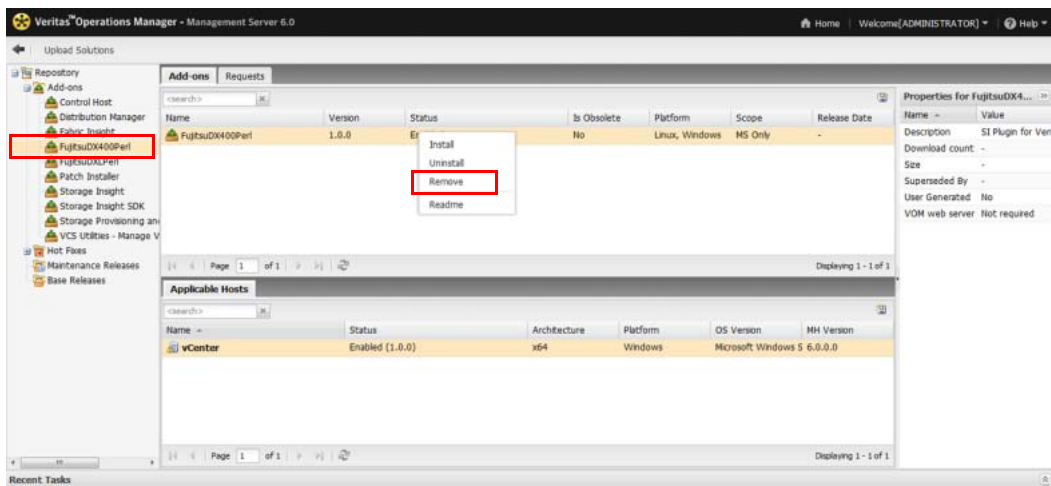 Veritas™Operations Manager - Management Server 6.0
Home
Welcome[ADMINISTRATOR]
Help
Upload Solutions
Repository
Add-ons
Control Host
Distribution Manager
Fabric Insight
FujitsuDX400Perl
FujitsuDXLPerl
Patch Installer
Storage Insight
Storage Insight SDK
Storage Provisioning an
VCS Utilities - Manage V
Hot Fixes
Maintenance Releases
Base Releases
Add-ons Requests
<search>
Name Version Status Is Obsolete Platform Scope Release Date
FujitsuDX400Perl 1.0.0 No Linux, Windows MS Only -
Install
Uninstall
Remove
Readme
Page 1 of 1
Displaying 1 - 1 of 1
Applicable Hosts
<search>
Name Status Architecture Platform OS Version MH Version
vCenter Enabled (1.0.0) x64 Windows Microsoft Windows S 6.0.0.0
Page 1 of 1
Displaying 1 - 1 of 1
Properties for FujitsuDX4...
Name Value
Description SI Plugin for Ver
Download count -
Size -
Superseded By -
User Generated No
VOM web server Not required
Recent Tasks